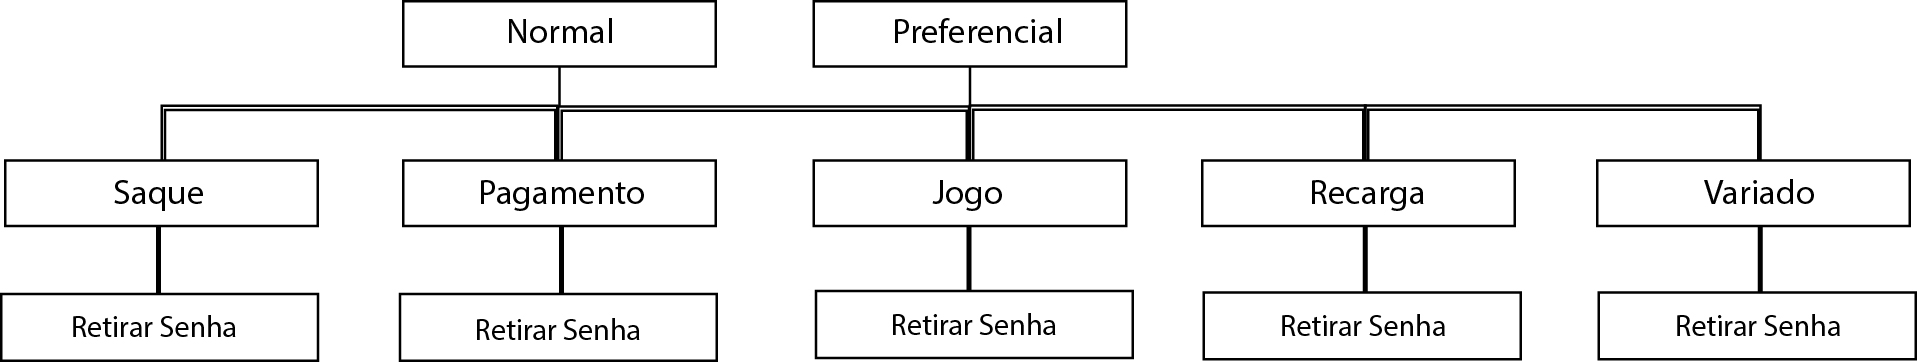 Normal
Preferencial
Saque
Pagamento
Jogo
Recarga
Variado
Retirar Senha
Retirar Senha
Retirar Senha
Retirar Senha
Retirar Senha